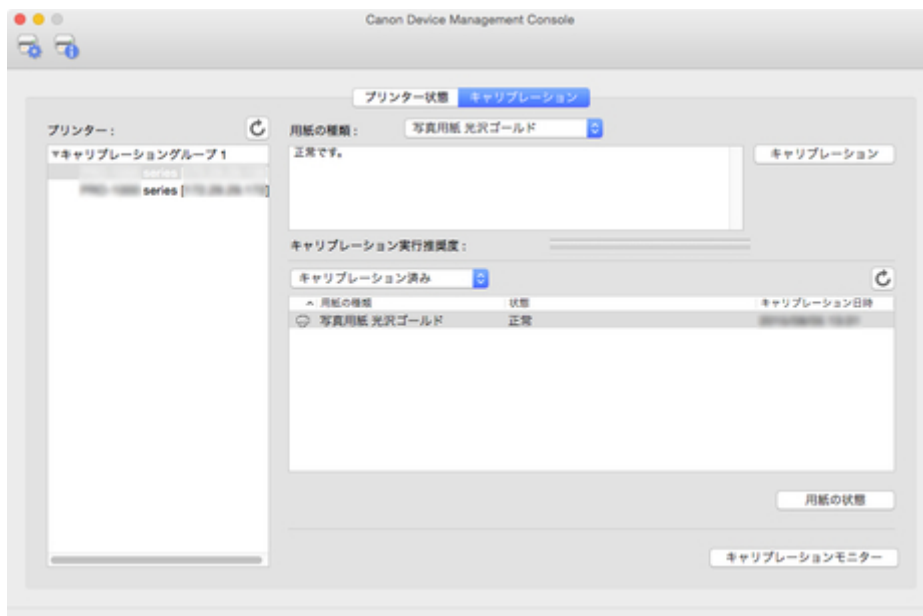 Canon Device Management Console
プリンター状態 キャリブレーション
プリンター:
用紙の種類: 写真用紙 光沢ゴールド
▼キャリブレーショングループ 1
正常です。
キャリブレーション
series [
series [ ]
キャリブレーション実行推奨度:
キャリブレーション済み
用紙の種類 状態 キャリブレーション日時
写真用紙 光沢ゴールド 正常
用紙の状態
キャリブレーションモニター